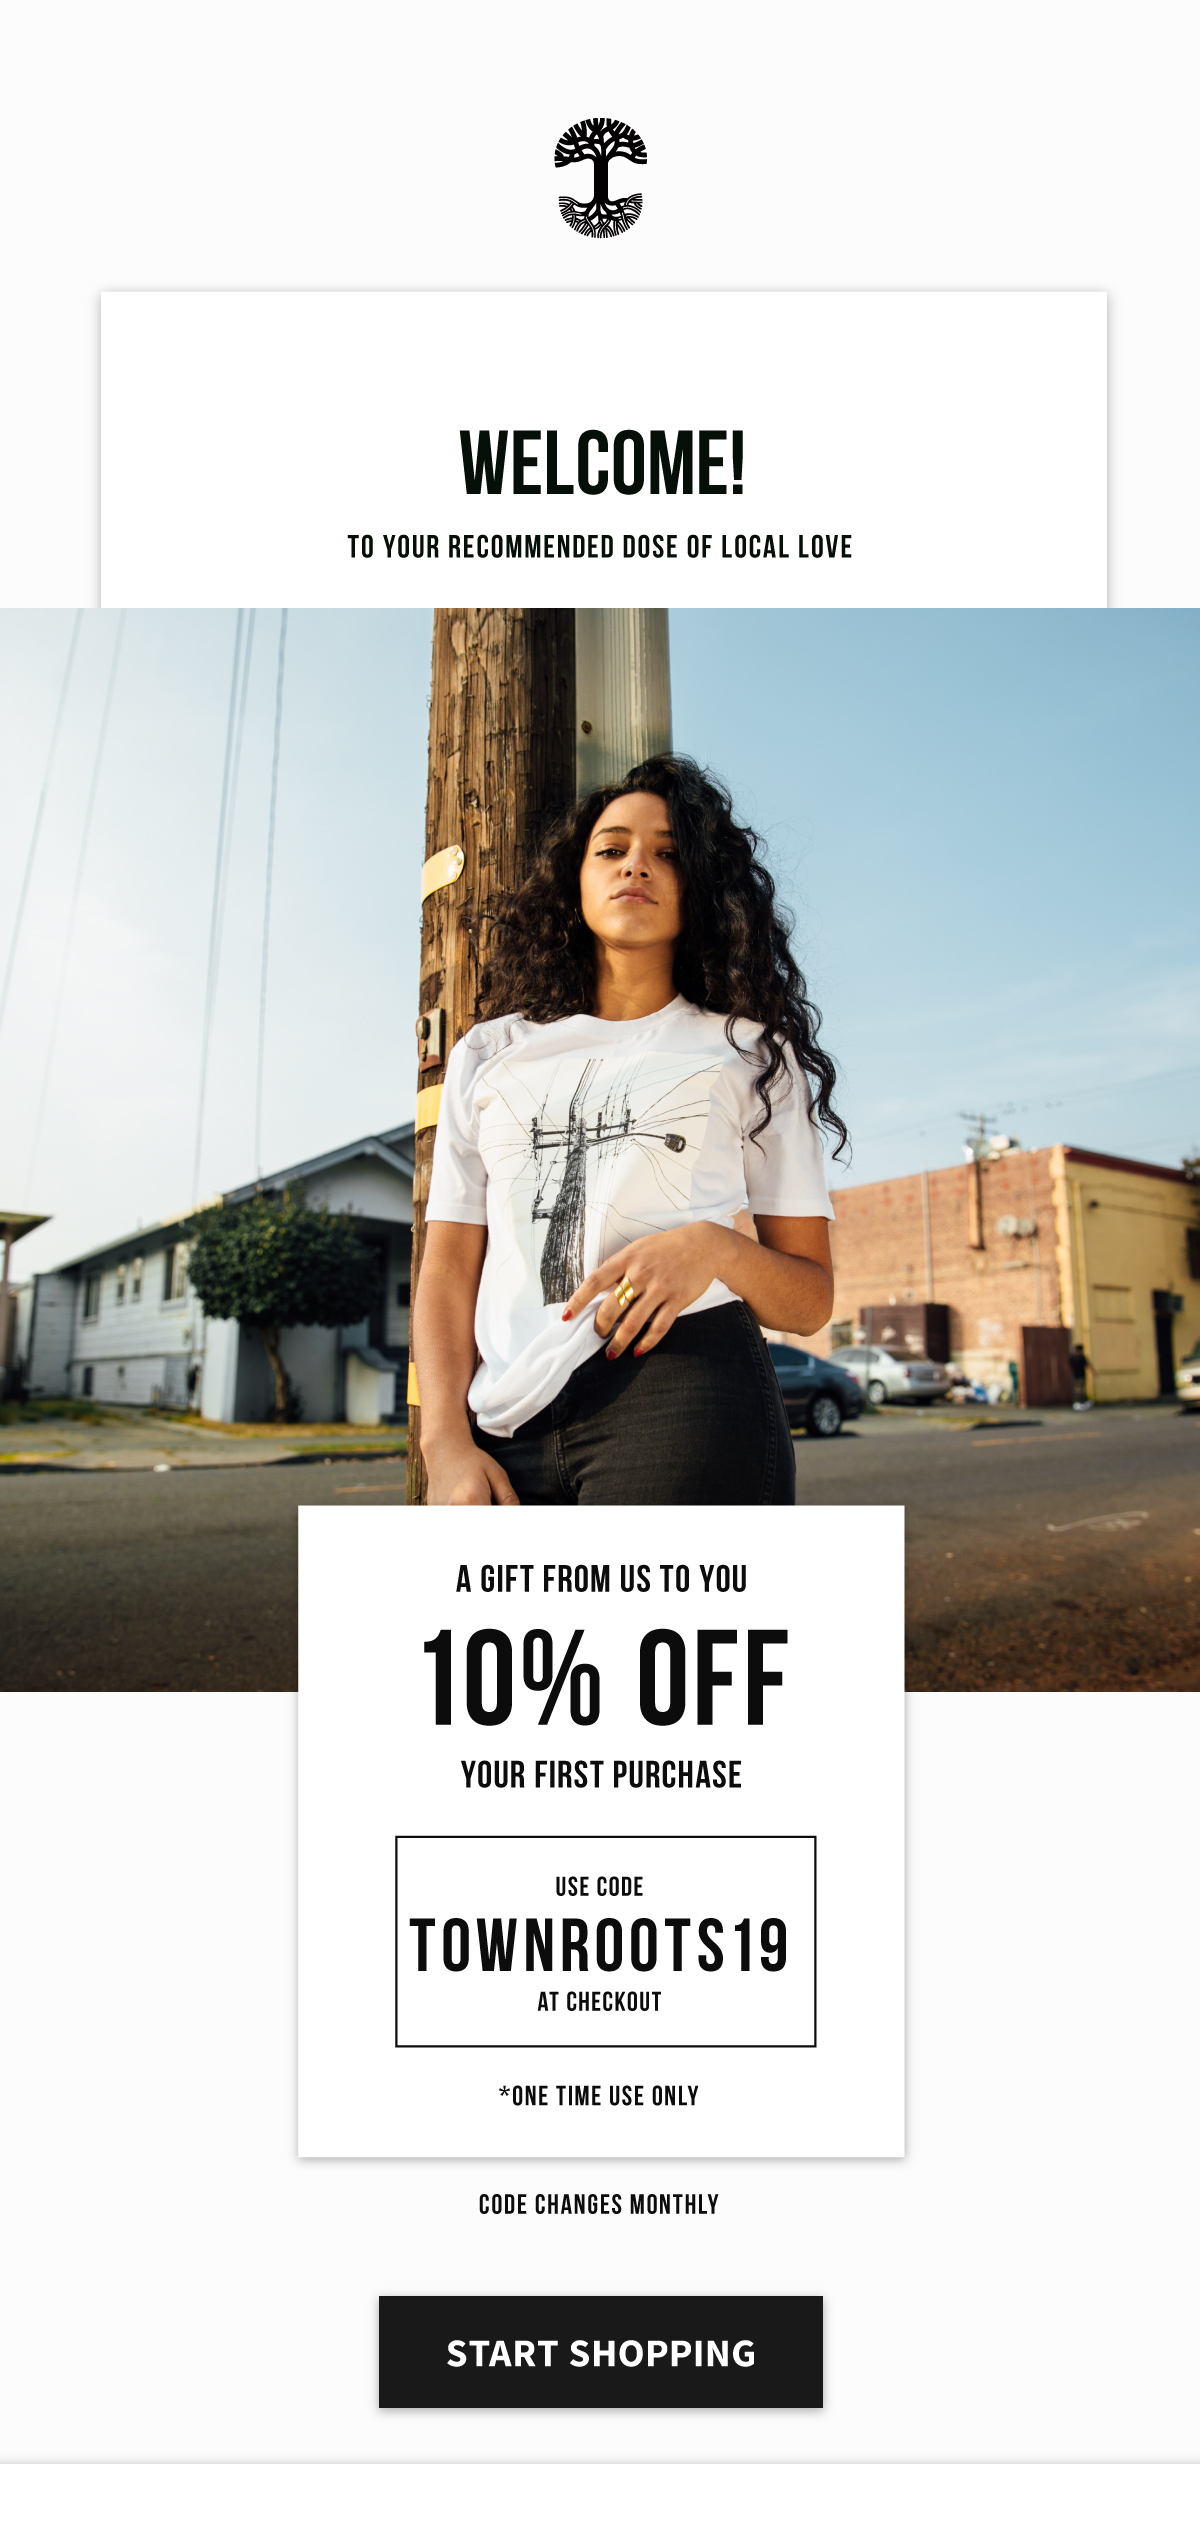 WELCOME!
TO YOUR RECOMMENDED DOSE OF LOCAL LOVE
A GIFT FROM US TO YOU
10% OFF
YOUR FIRST PURCHASE
USE CODE
TOWNROOTS19
AT CHECKOUT
*ONE TIME USE ONLY
CODE CHANGES MONTHLY
START SHOPPING